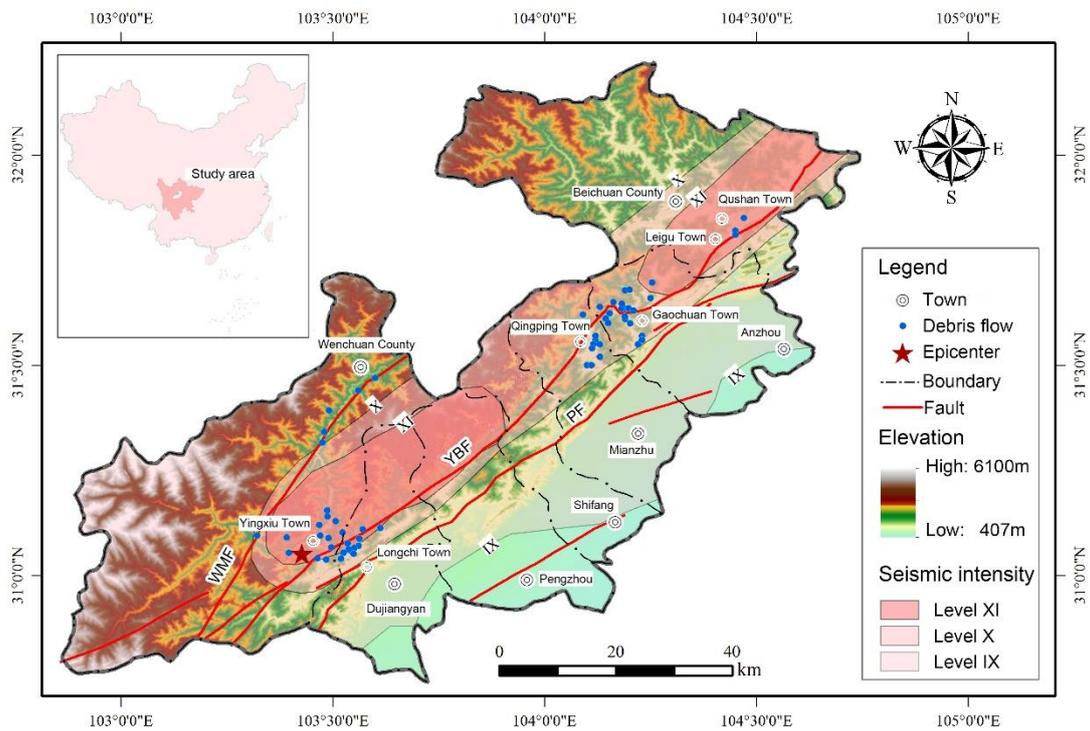 103°0'0"E
103°30'0"E
104°0'0"E
104°30'0"E
105°0'0"E
32°0'0"N
31°30'0"N
31°0'0"N
32°0'0"N
31°30'0"N
31°0'0"N
Study area
N
W
E
S
Beichuan County
X
XI
Qushan Town
Leigu Town
Gaochuan Town
Qingping Town
Anzhou
IX
Wenchuan County
X
XI
YBF
PF
Mianzhu
Shifang
Yingxiu Town
WMF
Longchi Town
IX
Dujiangyan
Pengzhou
0
20
40
km
Legend
Town
Debris flow
Epicenter
Boundary
Fault
Elevation
High: 6100m
Low: 407m
Seismic intensity
Level XI
Level X
Level IX
103°0'0"E
103°30'0"E
104°0'0"E
104°30'0"E
105°0'0"E